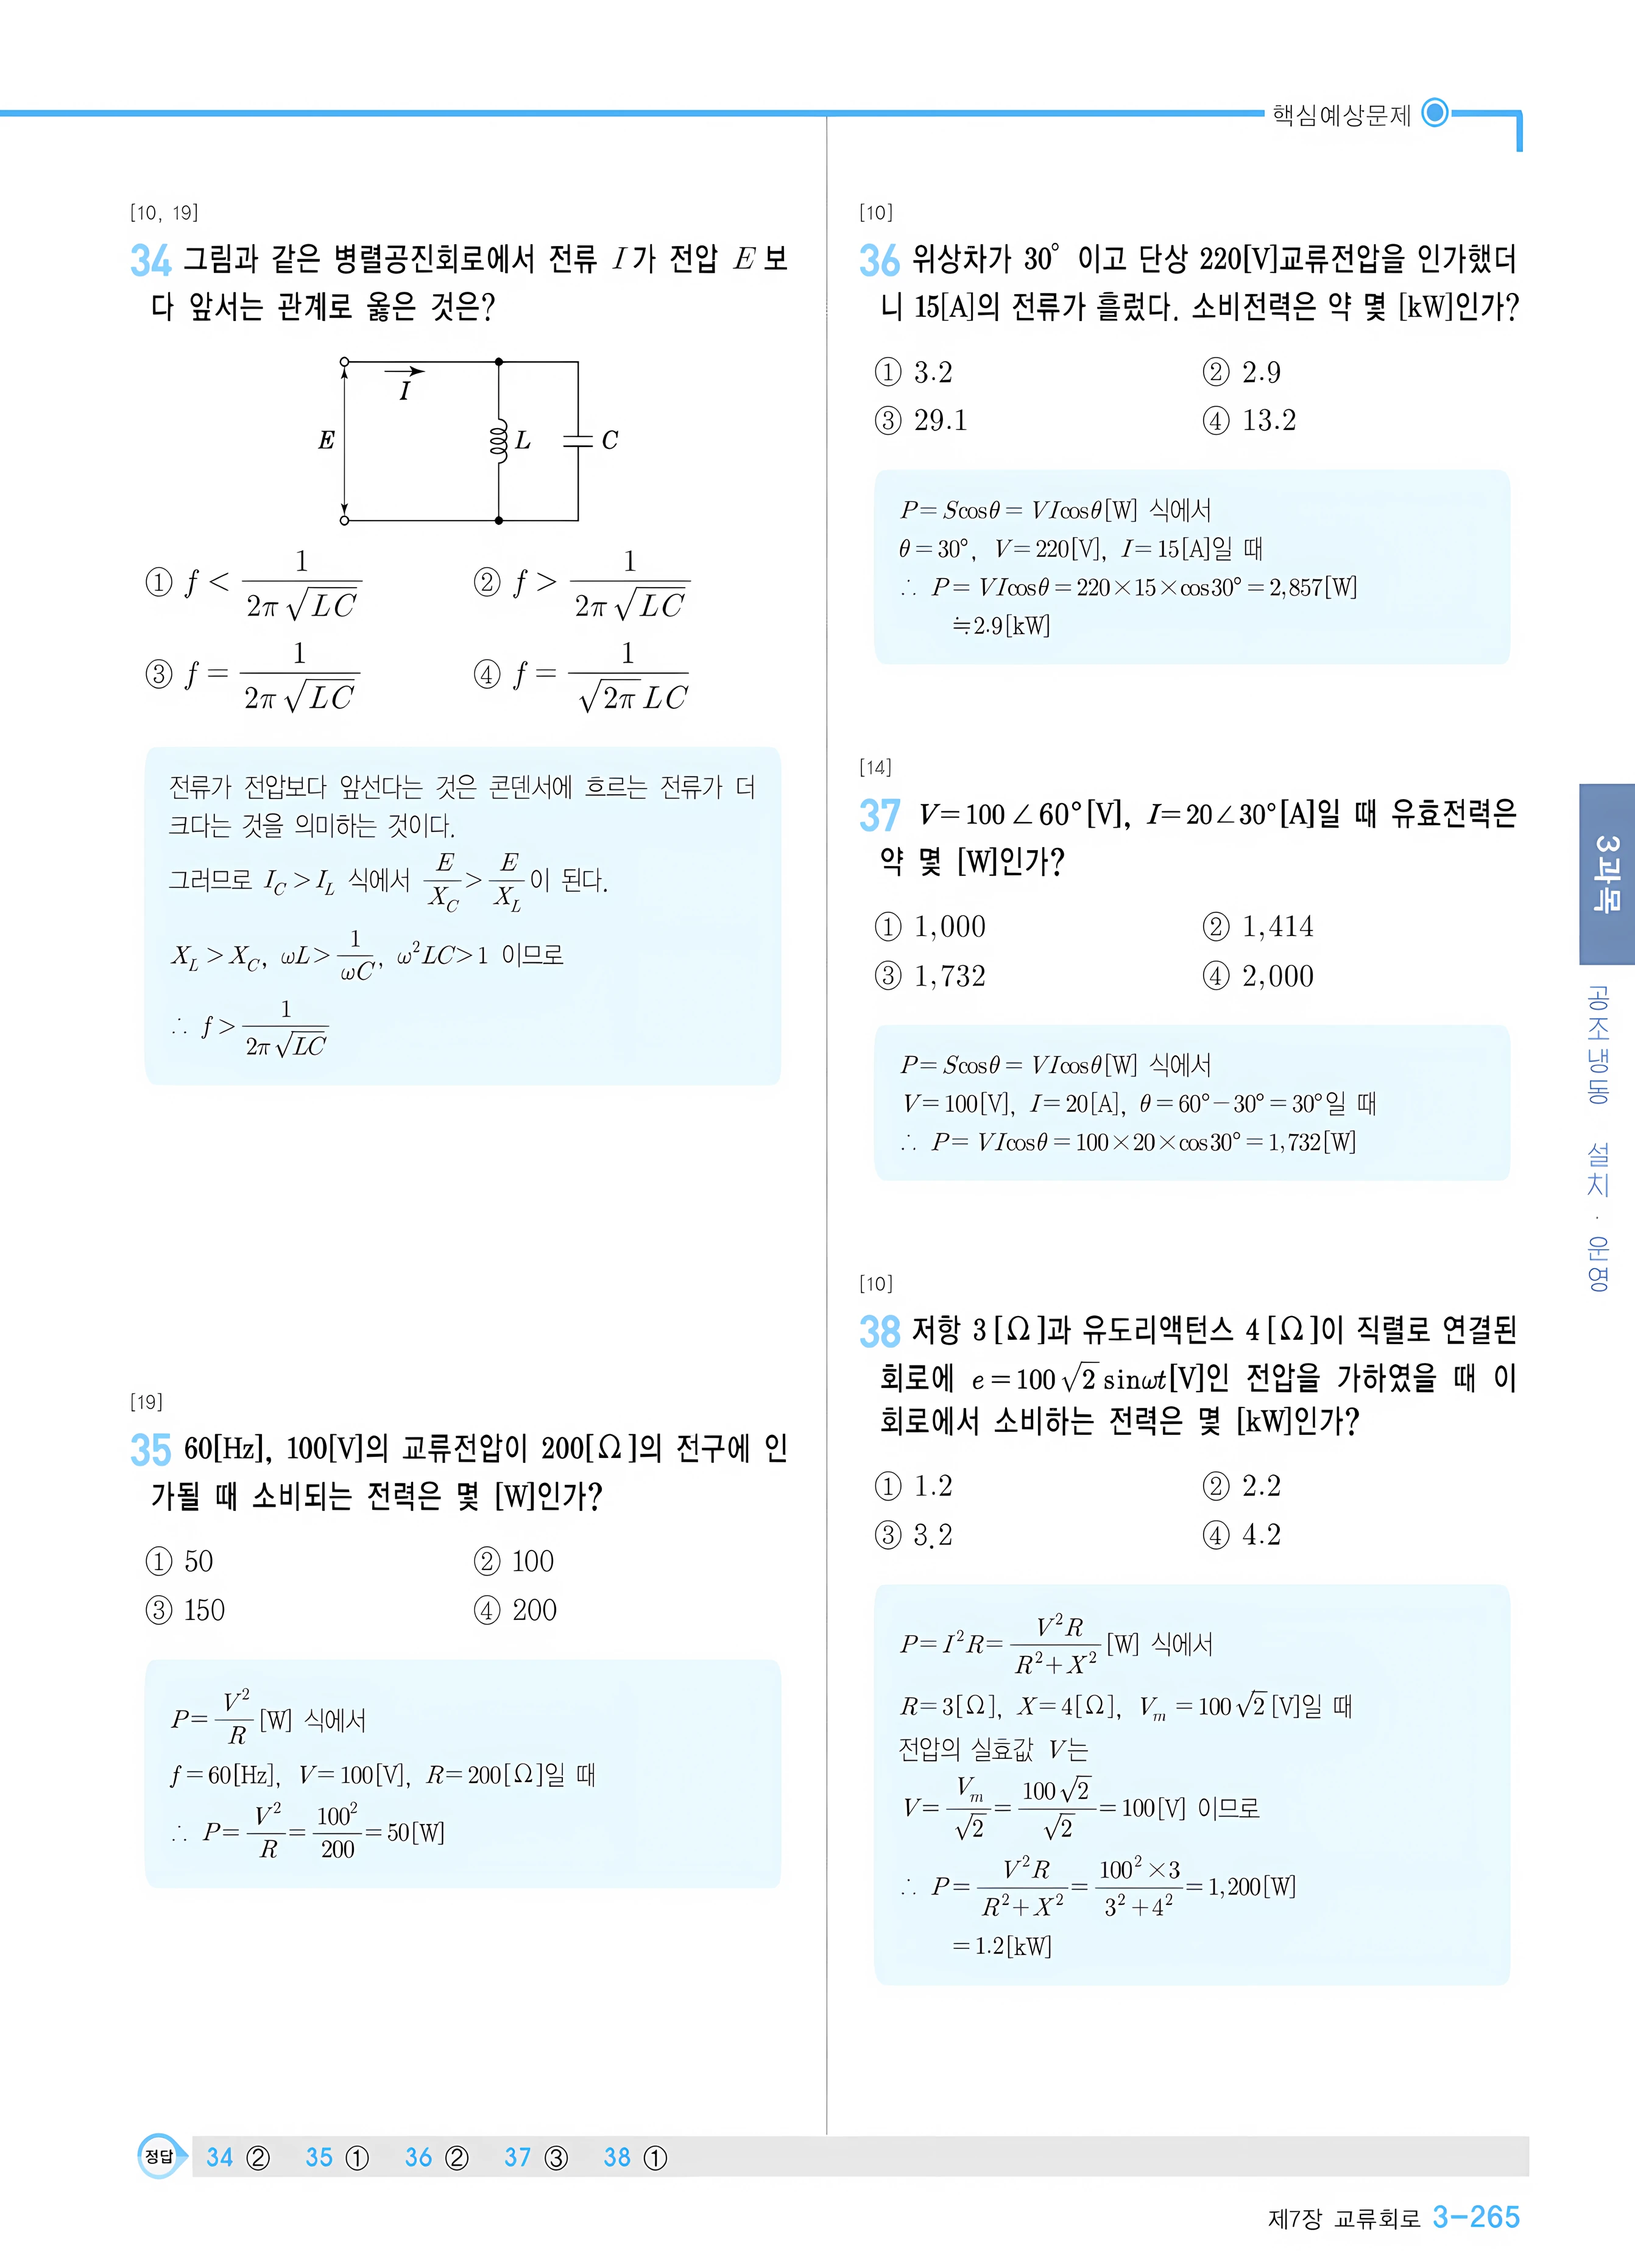 핵심예상문제
[10, 19]
34 그림과 같은 병렬공진회로에서 전류 I가 전압 E보
다 앞서는 관계로 옳은 것은?
I
E
L
C
① f < 1/(2π√LC) ② f > 1/(2π√LC)
③ f = 1/(2π√LC) ④ f = 1/(√2π LC)
전류가 전압보다 앞선다는 것은 콘덴서에 흐르는 전류가 더
크다는 것을 의미하는 것이다.
그러므로 I_C > I_L 식에서 E/X_C > E/X_L 이 된다.
X_L > X_C, ωL > 1/ωC, ω²LC > 1 이므로
∴ f > 1/(2π√LC)
[19]
35 60[Hz], 100[V]의 교류전압이 200[Ω]의 전구에 인
가될 때 소비되는 전력은 몇 [W]인가?
① 50 ② 100
③ 150 ④ 200
P = V²/R [W] 식에서
f = 60[Hz], V = 100[V], R = 200[Ω]일 때
∴ P = V²/R = 100²/200 = 50[W]
[10]
36 위상차가 30° 이고 단상 220[V]교류전압을 인가했더
니 15[A]의 전류가 흘렀다. 소비전력은 약 몇 [kW]인가?
① 3.2 ② 2.9
③ 29.1 ④ 13.2
P = Scosθ = VIcosθ[W] 식에서
θ = 30°, V = 220[V], I = 15[A]일 때
∴ P = VIcosθ = 220×15×cos30° = 2,857[W]
≒ 2.9[kW]
[14]
37 V = 100∠60°[V], I = 20∠30°[A]일 때 유효전력은
약 몇 [W]인가?
① 1,000 ② 1,414
③ 1,732 ④ 2,000
P = Scosθ = VIcosθ[W] 식에서
V = 100[V], I = 20[A], θ = 60° − 30° = 30°일 때
∴ P = VIcosθ = 100×20×cos30° = 1,732[W]
[10]
38 저항 3[Ω]과 유도리액턴스 4[Ω]이 직렬로 연결된
회로에 e = 100√2 sinωt[V]인 전압을 가하였을 때 이
회로에서 소비하는 전력은 몇 [kW]인가?
① 1.2 ② 2.2
③ 3.2 ④ 4.2
P = I²R = V²R/(R²+X²) [W] 식에서
R = 3[Ω], X = 4[Ω], V_m = 100√2 [V]일 때
전압의 실효값 V는
V = V_m/√2 = 100√2/√2 = 100[V] 이므로
∴ P = V²R/(R²+X²) = (100²×3)/(3²+4²) = 1,200[W]
= 1.2[kW]
3과목
공조냉동 설치·운영
정답 34 ② 35 ① 36 ② 37 ③ 38 ①
제7장 교류회로 3-265